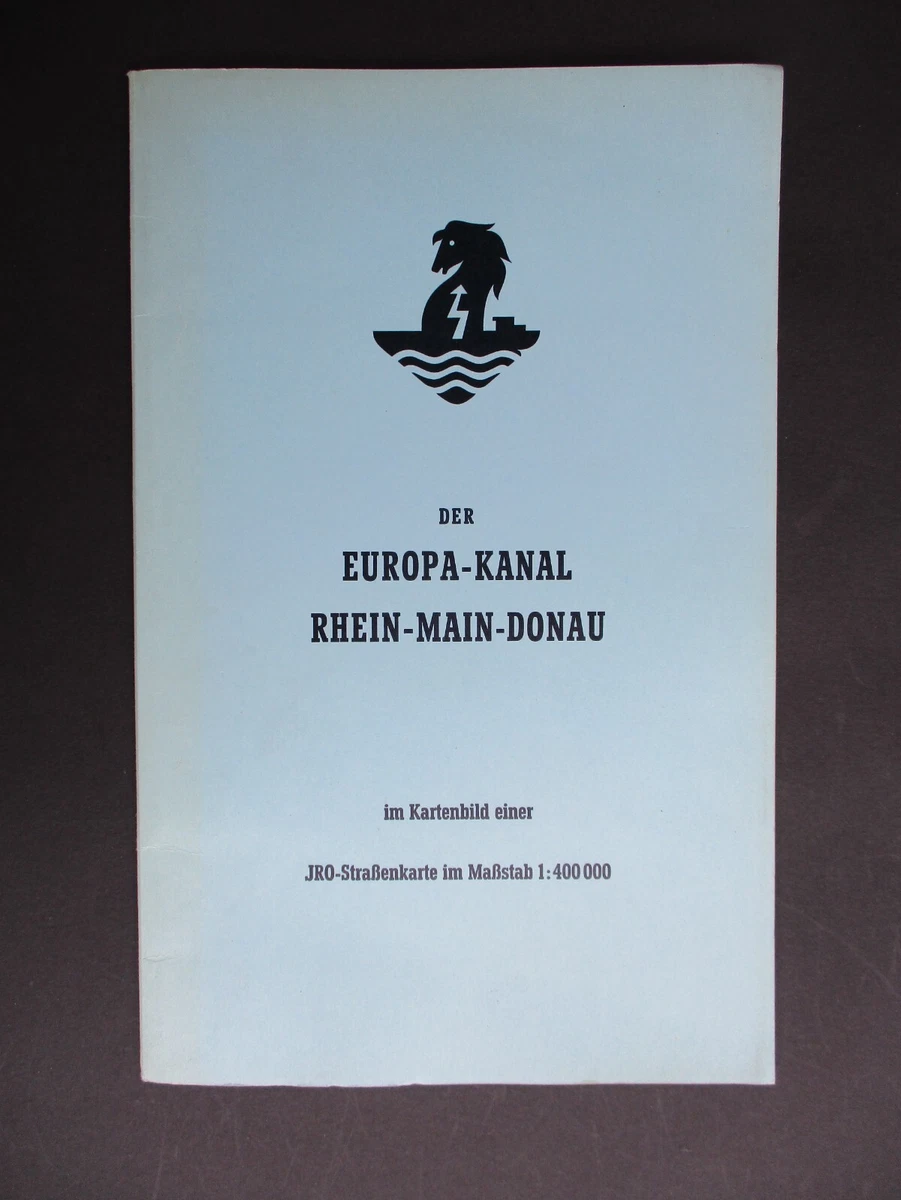 DER
EUROPA-KANAL
RHEIN-MAIN-DONAU
im Kartenbild einer
JRO-Straßenkarte im Maßstab 1:400 000